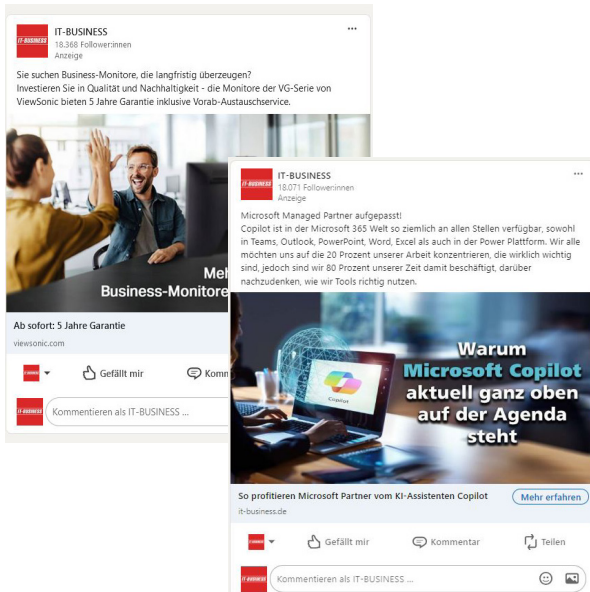 IT-BUSINESS
IT-BUSINESS
18.368 Follower:innen
Anzeige
Sie suchen Business-Monitore, die langfristig überzeugen?
Investieren Sie in Qualität und Nachhaltigkeit - die Monitore der VG-Serie von
ViewSonic bieten 5 Jahre Garantie inklusive Vorab-Austauschservice.
Meh
Business-Monitore
Ab sofort: 5 Jahre Garantie
viewsonic.com
Gefällt mir
Komm
IT-BUSINESS
Kommentieren als IT-BUSINESS ...
IT-BUSINESS
IT-BUSINESS
18.071 Follower:innen
Anzeige
Microsoft Managed Partner aufgepasst!
Copilot ist in der Microsoft 365 Welt so ziemlich an allen Stellen verfügbar, sowohl
in Teams, Outlook, PowerPoint, Word, Excel als auch in der Power Plattform. Wir alle
möchten uns auf die 20 Prozent unserer Arbeit konzentrieren, die wirklich wichtig
sind, jedoch sind wir 80 Prozent unserer Zeit damit beschäftigt, darüber
nachzudenken, wie wir Tools richtig nutzen.
Copilot
Warum
Microsoft Copilot
aktuell ganz oben
auf der Agenda
steht
So profitieren Microsoft Partner vom KI-Assistenten Copilot
Mehr erfahren
it-business.de
Gefällt mir
Kommentar
Teilen
IT-BUSINESS
Kommentieren als IT-BUSINESS ...